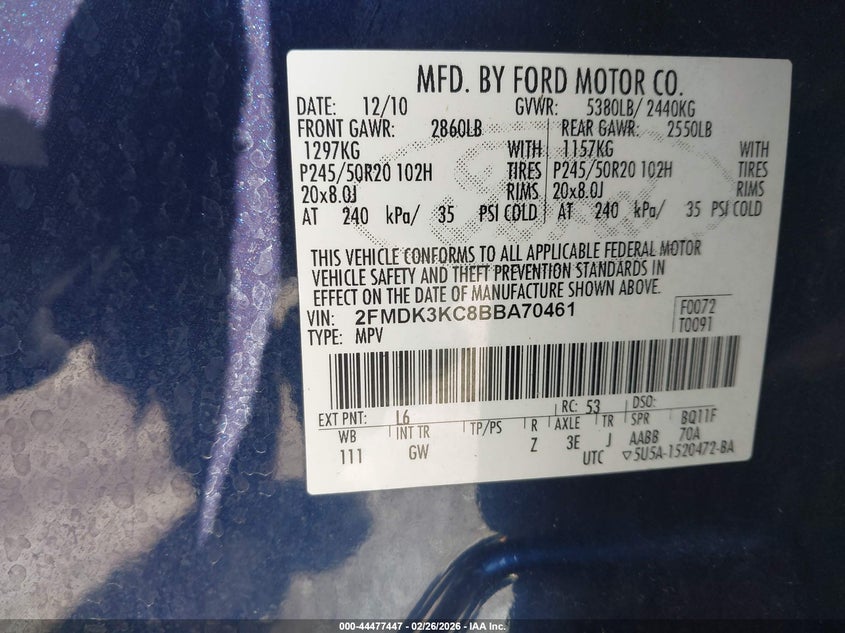 MFD. BY FORD MOTOR CO.
DATE: 12/10 GVWR: 5380LB/ 2440KG
FRONT GAWR: 2860LB REAR GAWR: 2550LB
1297KG WITH 1157KG WITH
P245/50R20 102H TIRES P245/50R20 102H TIRES
20x8.0J RIMS 20x8.0J RIMS
AT 240 kPa/ 35 PSI COLD AT 240 kPa/ 35 PSI COLD
THIS VEHICLE CONFORMS TO ALL APPLICABLE FEDERAL MOTOR
VEHICLE SAFETY AND THEFT PREVENTION STANDARDS IN
EFFECT ON THE DATE OF MANUFACTURE SHOWN ABOVE.
VIN: 2FMDK3KC8BBA70461 F0072
TYPE: MPV T0091
EXT PNT: L6 RC: 53 DSO:
WB INT TR TP/PS R AXLE TR SPR BQ11F
111 GW Z 3E J AABB 70A
UTC ▽5U5A-1520472-BA
000-44477447 - 02/26/2026 - IAA Inc.